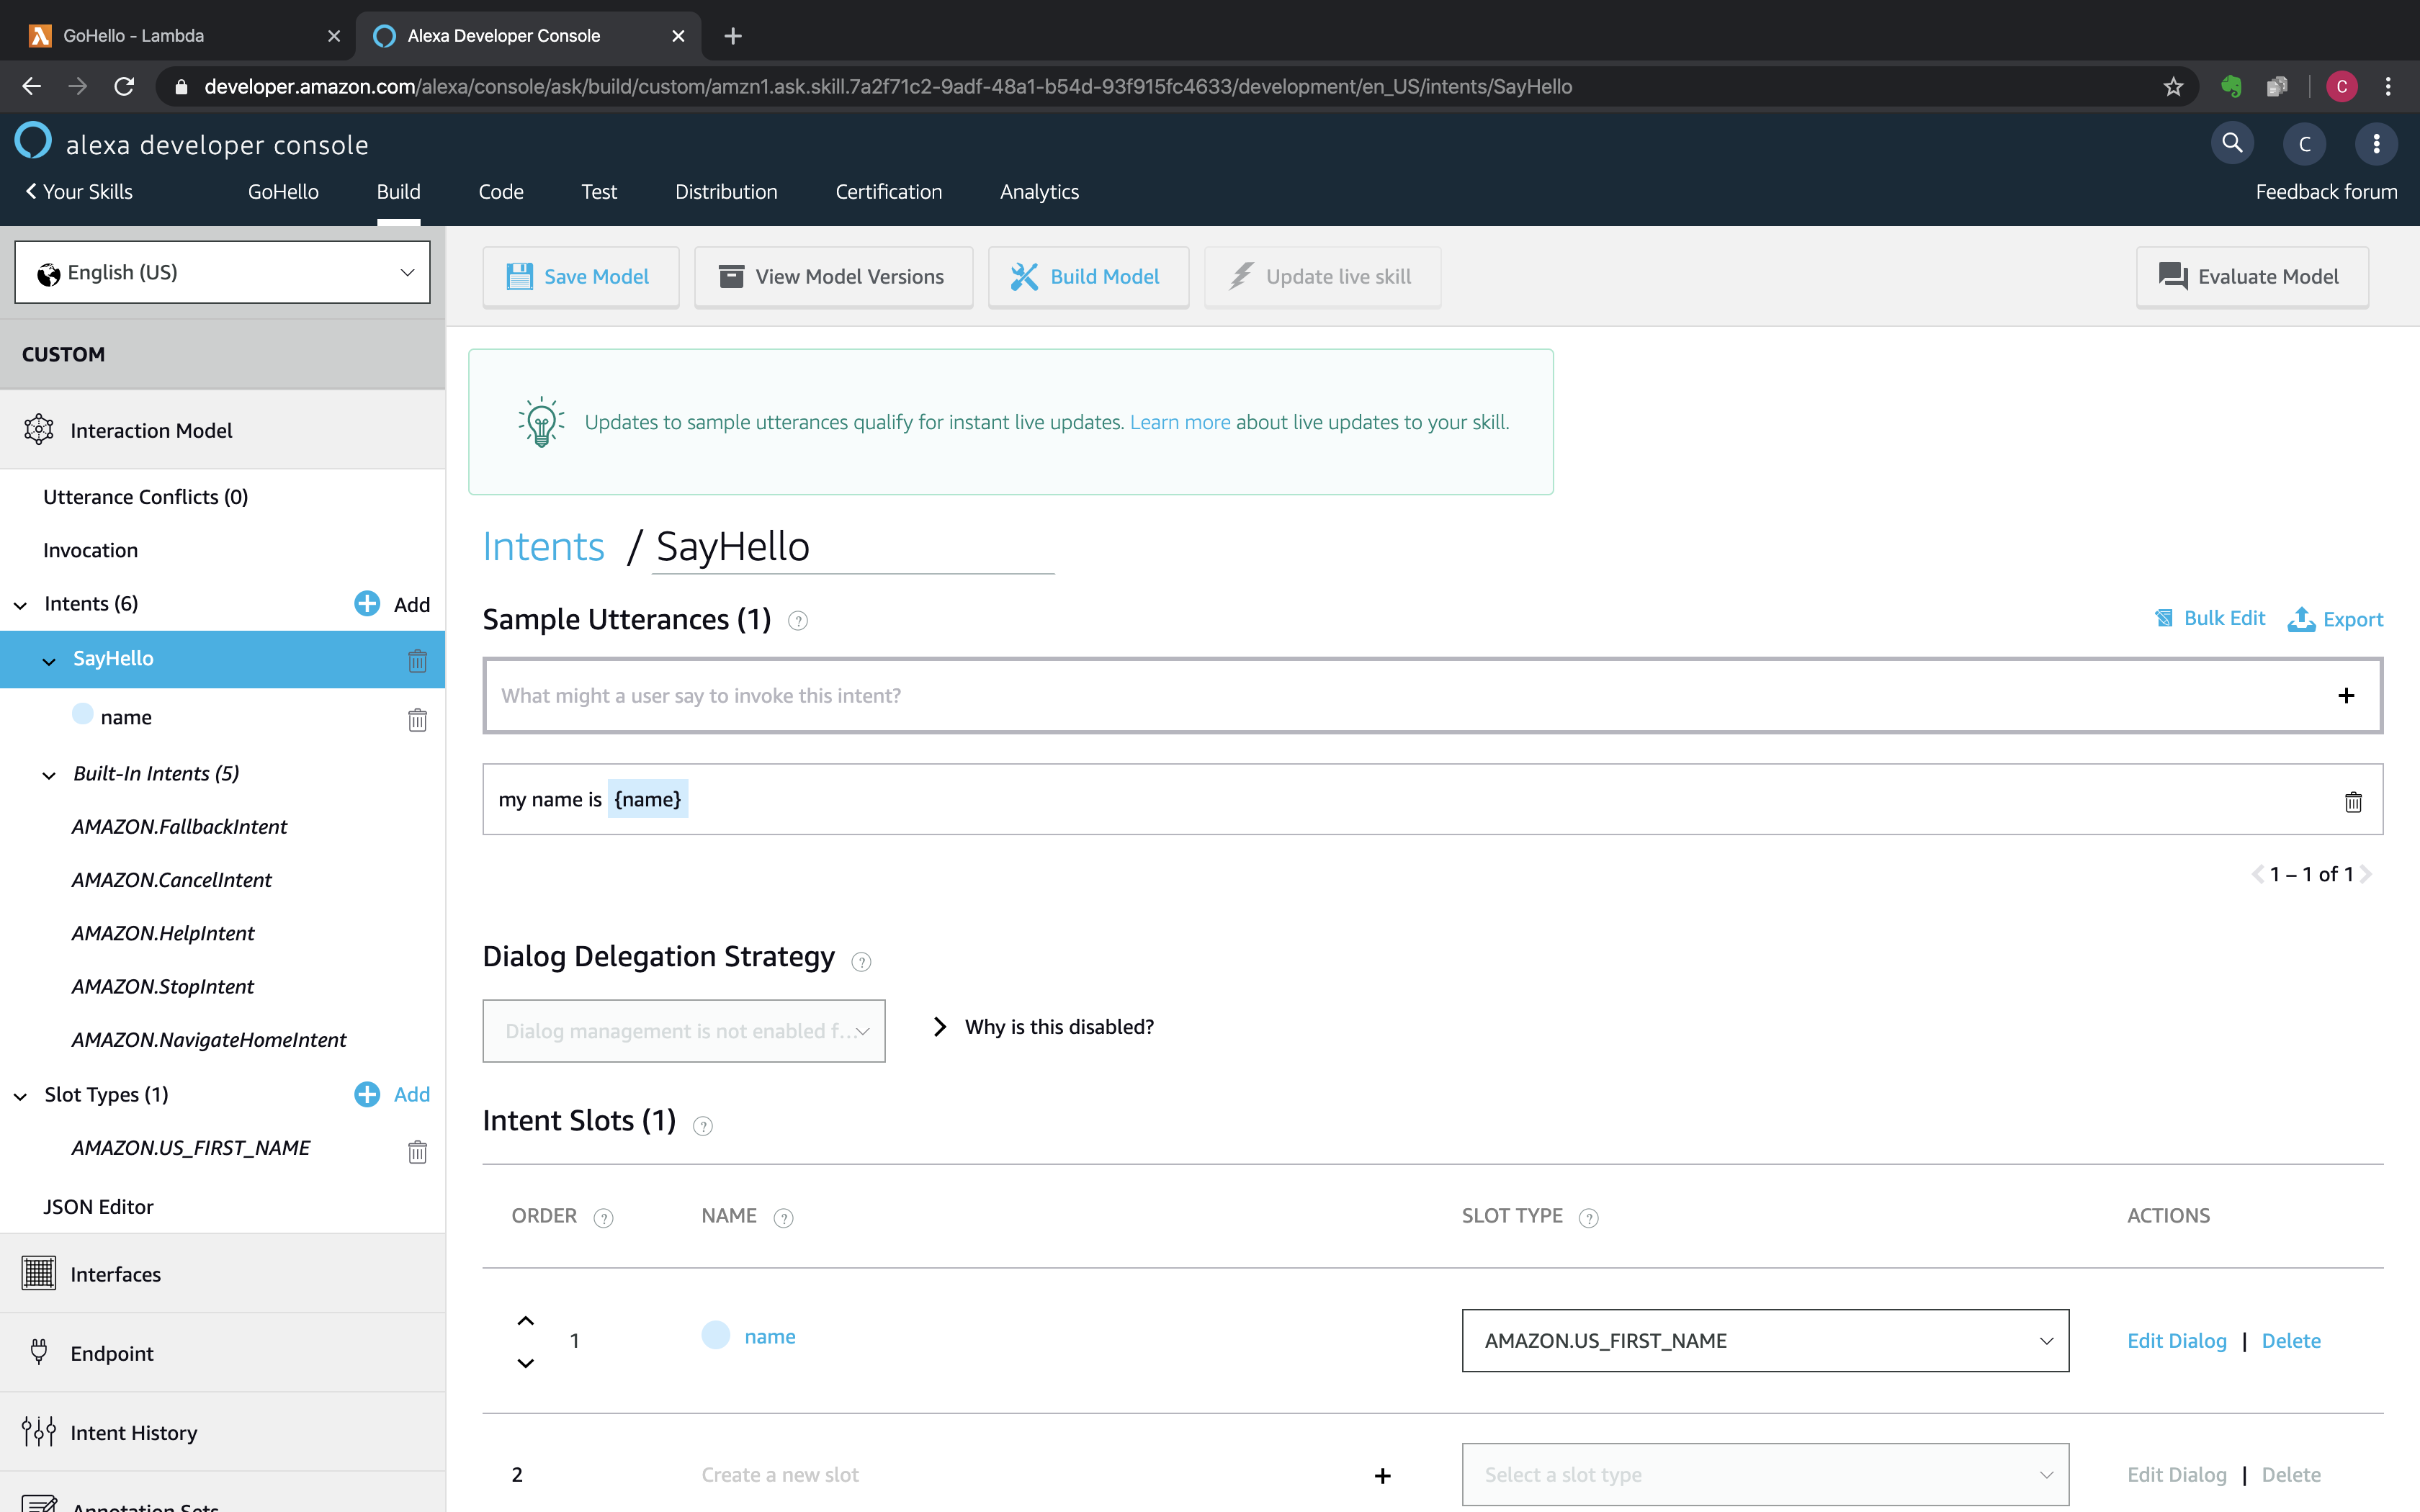 GoHello - Lambda
Alexa Developer Console
developer.amazon.com/alexa/console/ask/build/custom/amzn1.ask.skill.7a2f71c2-9adf-48a1-b54d-93f915fc4633/development/en_US/intents/SayHello
C
alexa developer console
C
Your Skills
GoHello
Build
Code
Test
Distribution
Certification
Analytics
Feedback forum
English (US)
Save Model
View Model Versions
Build Model
Update live skill
Evaluate Model
CUSTOM
Interaction Model
Utterance Conflicts (0)
Invocation
Intents (6)
Add
SayHello
name
Built-In Intents (5)
AMAZON.FallbackIntent
AMAZON.CancelIntent
AMAZON.HelpIntent
AMAZON.StopIntent
AMAZON.NavigateHomeIntent
Slot Types (1)
Add
AMAZON.US_FIRST_NAME
JSON Editor
Interfaces
Endpoint
Intent History
Annotation Sets
Updates to sample utterances qualify for instant live updates. Learn more about live updates to your skill.
Intents / SayHello
Sample Utterances (1) ?
Bulk Edit
Export
What might a user say to invoke this intent?
my name is {name}
1 – 1 of 1
Dialog Delegation Strategy ?
Dialog management is not enabled f...
Why is this disabled?
Intent Slots (1) ?
ORDER ?
NAME ?
SLOT TYPE ?
ACTIONS
1
name
AMAZON.US_FIRST_NAME
Edit Dialog | Delete
2
Create a new slot
Select a slot type
Edit Dialog | Delete